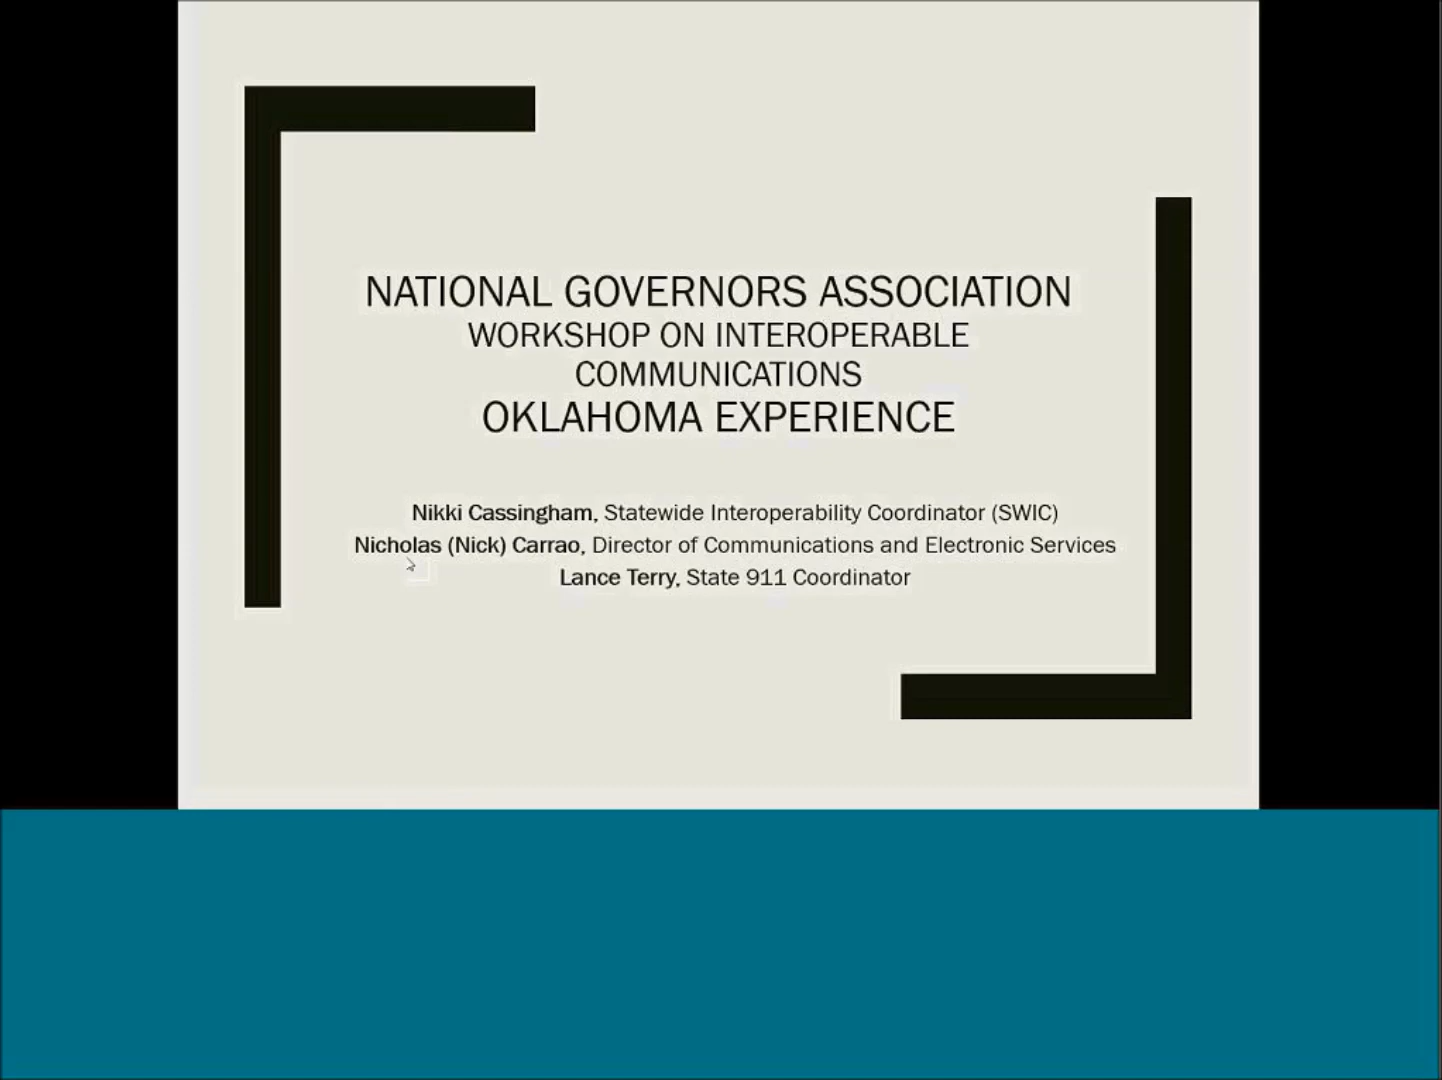 NATIONAL GOVERNORS ASSOCIATION
WORKSHOP ON INTEROPERABLE
COMMUNICATIONS
OKLAHOMA EXPERIENCE
Nikki Cassingham, Statewide Interoperability Coordinator (SWIC)
Nicholas (Nick) Carrao, Director of Communications and Electronic Services
Lance Terry, State 911 Coordinator